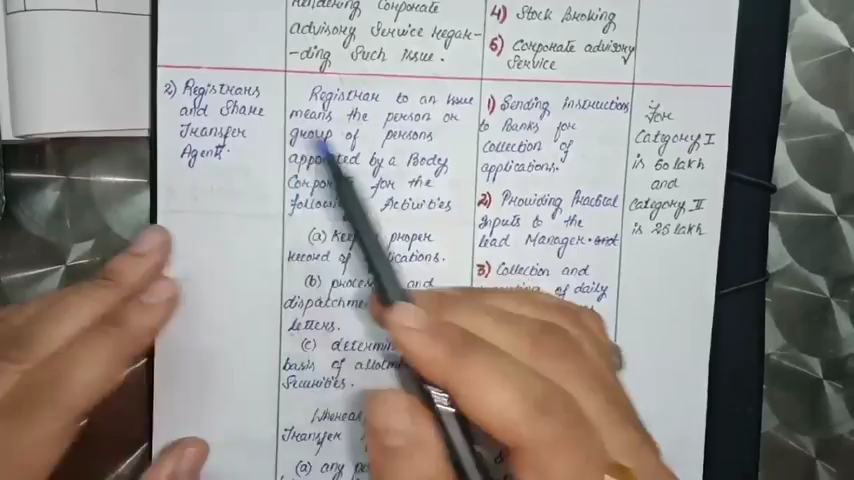 Rendering Corporate
advisory Service Regar-
-ding Such Issue.
4) Stock Broking
5) Corporate advisory
Service
2) Registrars
and Share
Transfer
Agent.
Registrar to an Issue
means the person or
group of persons
appointed by a Body
for the
Activities
(a) proper
Record of
(b) and
letters.
(c)
basis of
Securities.
Transfer
(a) any
1) Sending Instructions
to Banks for
Collection of
applications.
2) Providing Practical
Inputs to the
Lead Manager.
3) Collection and
of daily
For
Category I
is 50 lakh
and
Category II
is 25 lakh